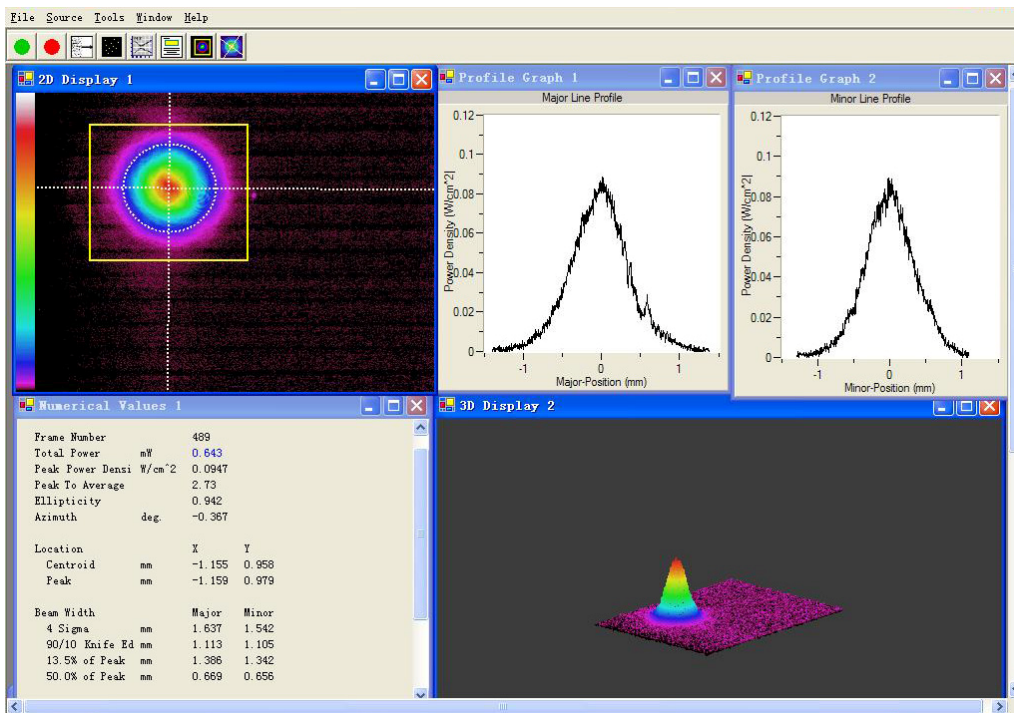 File Source Tools Window Help
2D Display 1
Profile Graph 1
Major Line Profile
0.12
0.1
0.08
0.06
0.04
0.02
0
Power Density (W/cm^2)
-1 0 1
Major-Position (mm)
Profile Graph 2
Minor Line Profile
0.12
0.1
0.08
0.06
0.04
0.02
0
Power Density (W/cm^2)
-1 0 1
Minor-Position (mm)
Numerical Values 1
Frame Number 489
Total Power mW 0.643
Peak Power Densi W/cm^2 0.0947
Peak To Average 2.73
Ellipticity 0.942
Azimuth deg. -0.367
Location X Y
Centroid mm -1.155 0.958
Peak mm -1.159 0.979
Beam Width Major Minor
4 Sigma mm 1.637 1.542
90/10 Knife Ed mm 1.113 1.105
13.5% of Peak mm 1.386 1.342
50.0% of Peak mm 0.669 0.656
3D Display 2